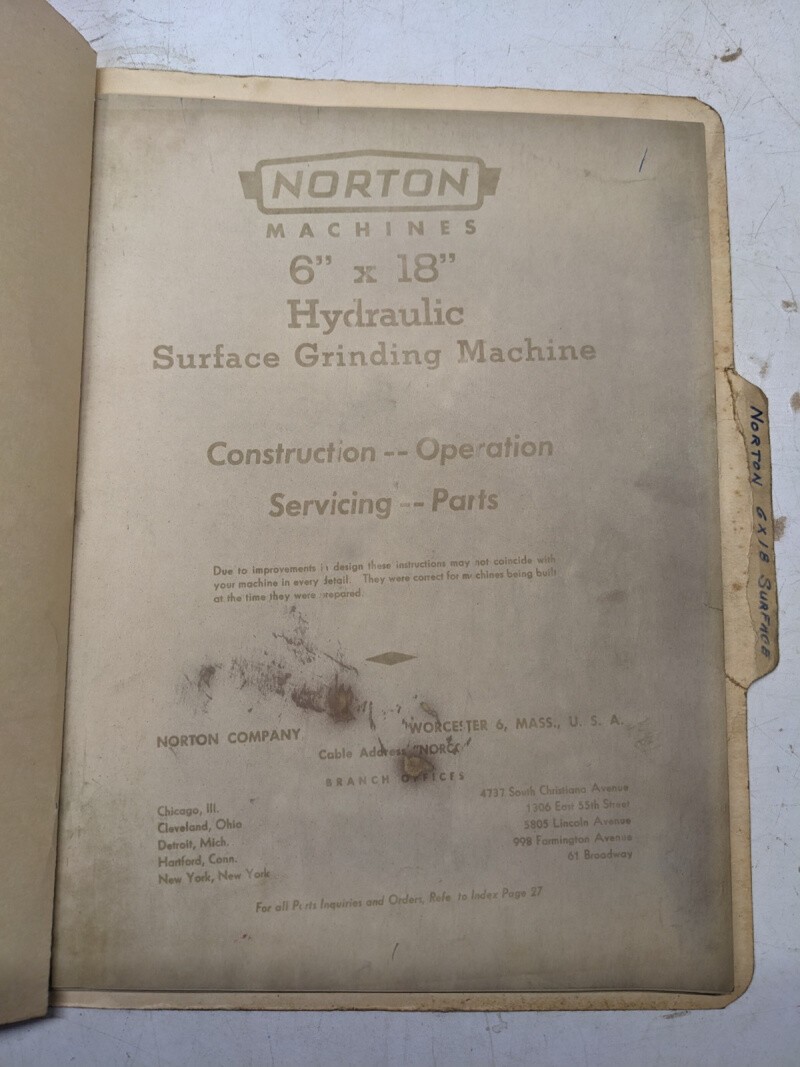 NORTON
MACHINES
6" x 18"
Hydraulic
Surface Grinding Machine
Construction -- Operation
Servicing -- Parts
Due to improvements in design these instructions may not coincide with
your machine in every detail. They were correct for machines being built
at the time they were prepared.
NORTON COMPANY WORCESTER 6, MASS., U. S. A.
Cable Address "NORCO"
BRANCH OFFICES
Chicago, Ill. 4737 South Christiana Avenue
Cleveland, Ohio 1306 East 55th Street
Detroit, Mich. 5805 Lincoln Avenue
Hartford, Conn. 998 Farmington Avenue
New York, New York 61 Broadway
For all Parts Inquiries and Orders, Refer to Index Page 27
NORTON 6X18 SURFACE